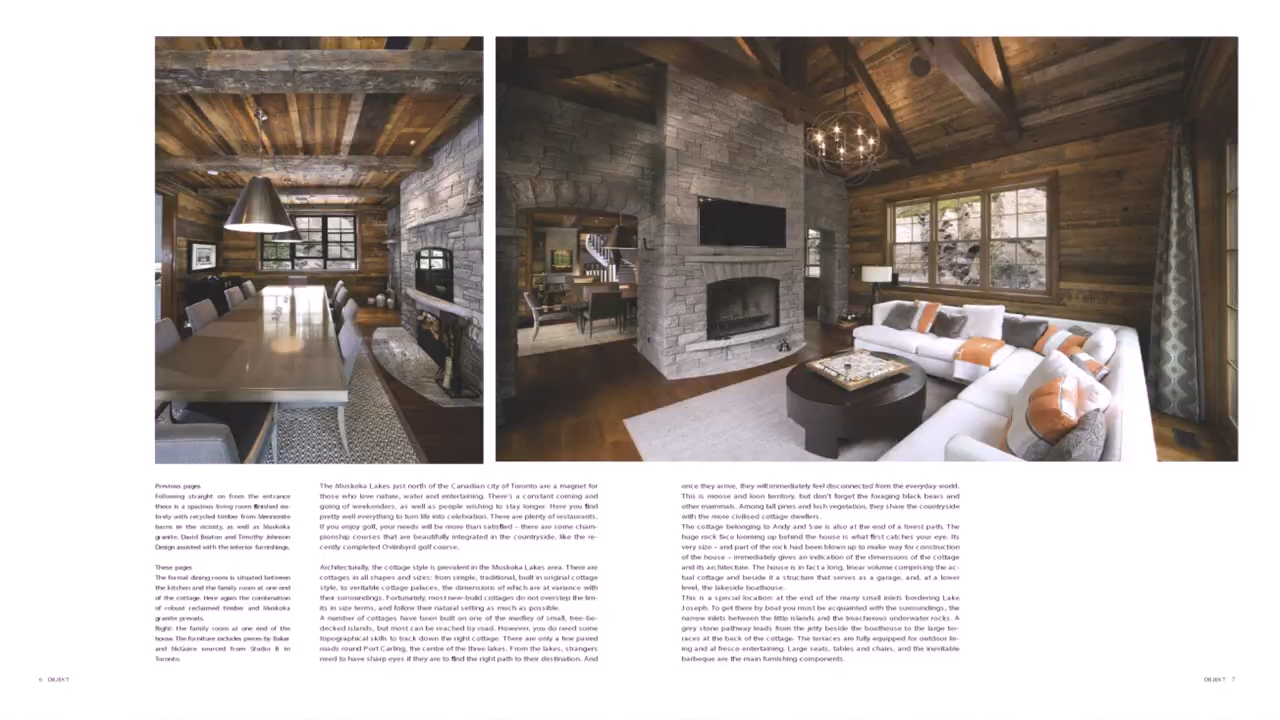 Previous pages
Following straight on from the entrance
there is a spacious living room finished en-
tirely with recycled timber from Mennonite
barns in the vicinity, as well as Muskoka
granite. David Beaton and Timothy Johnson
Design assisted with the interior furnishings.
These pages
The formal dining room is situated between
the kitchen and the family room at one end
of the cottage. Here again the combination
of robust reclaimed timber and Muskoka
granite prevails.
Right: the family room at one end of the
house. The furniture includes pieces by Baker
and McGuire sourced from Studio B in
Toronto.
The Muskoka Lakes just north of the Canadian city of Toronto are a magnet for
those who love nature, water and entertaining. There's a constant coming and
going of weekenders, as well as people wishing to stay longer. Here you find
pretty well everything to turn life into celebration. There are plenty of restaurants.
If you enjoy golf, your needs will be more than satisfied – there are some cham-
pionship courses that are beautifully integrated in the countryside, like the re-
cently completed Oviinbyrd golf course.
Architecturally, the cottage style is prevalent in the Muskoka Lakes area. There are
cottages in all shapes and sizes: from simple, traditional, built in original cottage
style, to veritable cottage palaces, the dimensions of which are at variance with
their surroundings. Fortunately, most new-build cottages do not overstep the lim-
its in size terms, and follow their natural setting as much as possible.
A number of cottages have been built on one of the medley of small, tree-be-
decked islands, but most can be reached by road. However, you do need some
topographical skills to track down the right cottage. There are only a few paved
roads round Port Carling, the centre of the three lakes. From the lakes, strangers
need to have sharp eyes if they are to find the right path to their destination. And
once they arrive, they will immediately feel disconnected from the everyday world.
This is moose and loon territory, but don't forget the foraging black bears and
other mammals. Among tall pines and lush vegetation, they share the countryside
with the more civilised cottage dwellers.
The cottage belonging to Andy and Sue is also at the end of a forest path. The
huge rock face looming up behind the house is what first catches your eye. Its
very size – and part of the rock had been blown up to make way for construction
of the house – immediately gives an indication of the dimensions of the cottage
and its architecture. The house is in fact a long, linear volume comprising the ac-
tual cottage and beside it a structure that serves as a garage, and, at a lower
level, the lakeside boathouse.
This is a special location: at the end of the many small inlets bordering Lake
Joseph. To get there by boat you must be acquainted with the surroundings, the
narrow inlets between the little islands and the treacherous underwater rocks. A
grey stone pathway leads from the jetty beside the boathouse to the large ter-
races at the back of the cottage. The terraces are fully equipped for outdoor liv-
ing and al fresco entertaining. Large seats, tables and chairs, and the inevitable
barbeque are the main furnishing components.
6 OBJEKT
OBJEKT 7